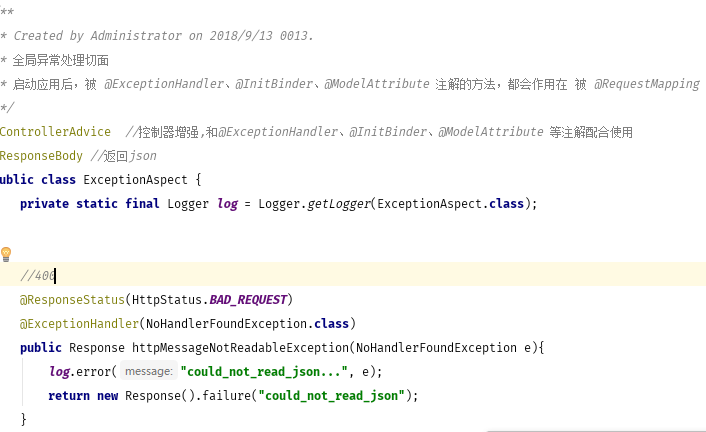 **
* Created by Administrator on 2018/9/13 0013.
* 全局异常处理切面
* 启动应用后，被 @ExceptionHandler、@InitBinder、@ModelAttribute 注解的方法，都会作用在 被 @RequestMapping
*/
ControllerAdvice //控制器增强,和@ExceptionHandler、@InitBinder、@ModelAttribute 等注解配合使用
ResponseBody //返回json
ublic class ExceptionAspect {
private static final Logger log = Logger.getLogger(ExceptionAspect.class);
//400
@ResponseStatus(HttpStatus.BAD_REQUEST)
@ExceptionHandler(NoHandlerFoundException.class)
public Response httpMessageNotReadableException(NoHandlerFoundException e){
log.error( message: "could_not_read_json...", e);
return new Response().failure("could_not_read_json");
}